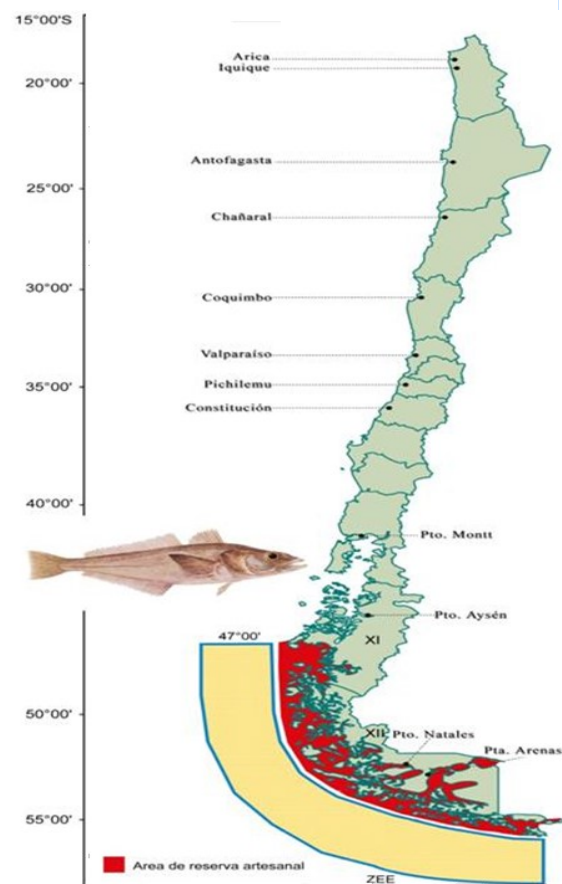 15°00'S
Arica
Iquique
20°00'
Antofagasta
25°00'
Chañaral
30°00'
Coquimbo
Valparaíso
35°00'
Pichilemu
Constitución
40°00'
Pto. Montt
Pto. Aysén
47°00'
XI
50°00'
XII
Pto. Natales
Pta. Arenas
55°00'
Area de reserva artesanal
ZEE